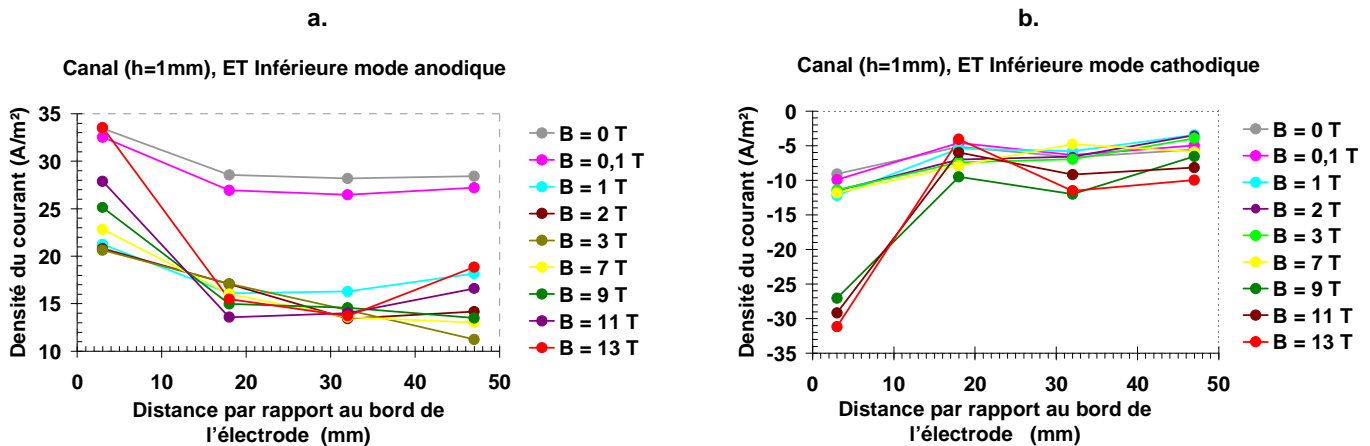 a.
Canal (h=1mm), ET Inférieure mode anodique
Densité du courant (A/m²)
35
30
25
20
15
10
0
10
20
30
40
50
Distance par rapport au bord de
l'électrode (mm)
B = 0 T
B = 0,1 T
B = 1 T
B = 2 T
B = 3 T
B = 7 T
B = 9 T
B = 11 T
B = 13 T
b.
Canal (h=1mm), ET Inférieure mode cathodique
Densité du courant (A/m²)
0
-5
-10
-15
-20
-25
-30
-35
0
10
20
30
40
50
Distance par rapport au bord de
l'électrode (mm)
B = 0 T
B = 0,1 T
B = 1 T
B = 2 T
B = 3 T
B = 7 T
B = 9 T
B = 11 T
B = 13 T